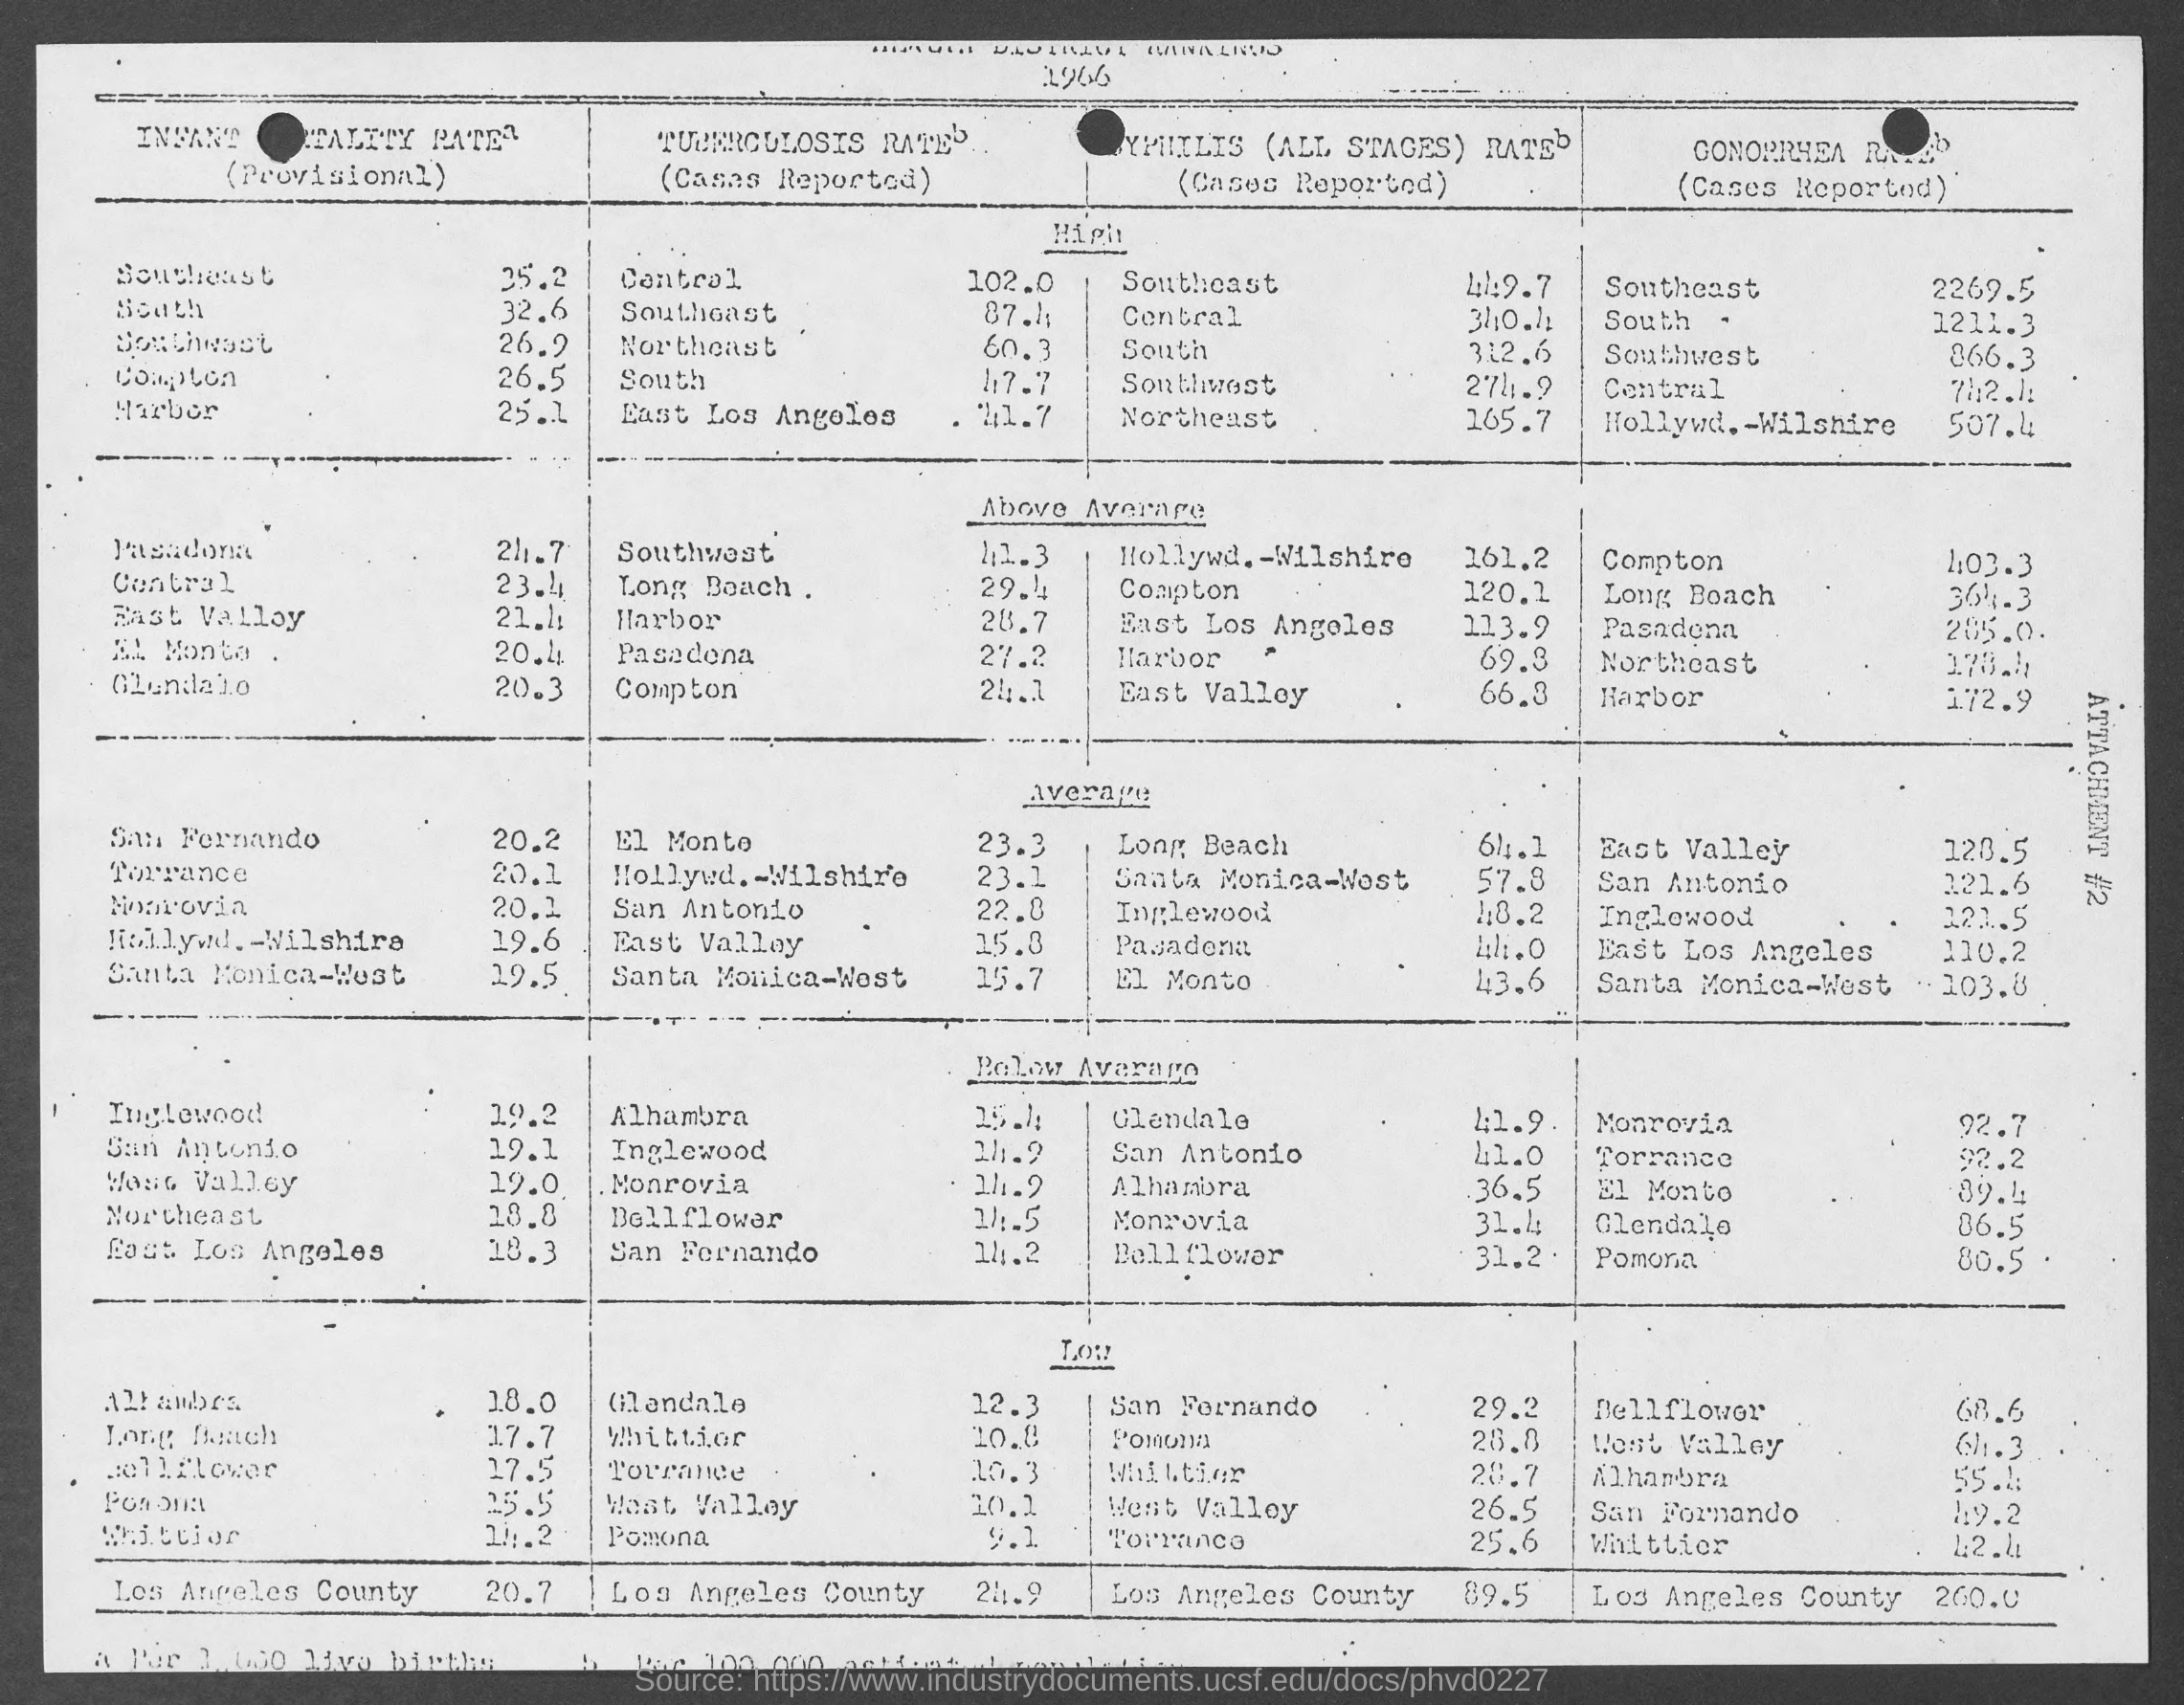 HEALTH DISTRICT RANKINGS
1966
INFANT TALITY RATEa TUBERCULOSIS RATEb YPHILIS (ALL STAGES) RATEb GONORRHEA RATEb
(Provisional) (Cases Reported) (Cases Reported) (Cases Reported)
High
Southeast 35.2 Central 102.0 Southeast 449.7 Southeast 2269.5
South 32.6 Southeast 87.4 Central 340.4 South 1211.3
Southwest 26.9 Northeast 60.3 South 312.6 Southwest 866.3
Compton 26.5 South 47.7 Southwest 274.9 Central 742.4
Harbor 25.1 East Los Angeles 41.7 Northeast 165.7 Hollywd.-Wilshire 507.4
Above Average
Pasadena 24.7 Southwest 41.3 Hollywd.-Wilshire 161.2 Compton 403.3
Central 23.4 Long Beach 29.4 Compton 120.1 Long Beach 364.3
East Valley 21.4 Harbor 28.7 East Los Angeles 113.9 Pasadena 285.0
El Monte 20.4 Pasadena 27.2 Harbor 69.8 Northeast 178.4
Glendale 20.3 Compton 24.1 East Valley 66.8 Harbor 172.9
Average
San Fernando 20.2 El Monte 23.3 Long Beach 64.1 East Valley 128.5
Torrance 20.1 Hollywd.-Wilshire 23.1 Santa Monica-West 57.8 San Antonio 121.6
Monrovia 20.1 San Antonio 22.8 Inglewood 48.2 Inglewood 121.5
Hollywd.-Wilshire 19.6 East Valley 15.8 Pasadena 44.0 East Los Angeles 110.2
Santa Monica-West 19.5 Santa Monica-West 15.7 El Monte 43.6 Santa Monica-West 103.8
Below Average
Inglewood 19.2 Alhambra 15.4 Glendale 41.9 Monrovia 92.7
San Antonio 19.1 Inglewood 14.9 San Antonio 41.0 Torrance 92.2
West Valley 19.0 Monrovia 14.9 Alhambra 36.5 El Monte 89.4
Northeast 18.8 Bellflower 14.5 Monrovia 31.4 Glendale 86.5
East Los Angeles 18.3 San Fernando 14.2 Bellflower 31.2 Pomona 80.5
Low
Alhambra 18.0 Glendale 12.3 San Fernando 29.2 Bellflower 68.6
Long Beach 17.7 Whittier 10.8 Pomona 28.8 West Valley 64.3
Bellflower 17.5 Torrance 10.3 Whittier 28.7 Alhambra 55.4
Pomona 15.5 West Valley 10.1 West Valley 26.5 San Fernando 49.2
Whittier 14.2 Pomona 9.1 Torrance 25.6 Whittier 42.4
Los Angeles County 20.7 Los Angeles County 24.9 Los Angeles County 89.5 Los Angeles County 260.0
a Per 1,000 live births b Per 100,000 estimated population
ATTACHMENT #2
Source: https://www.industrydocuments.ucsf.edu/docs/phvd0227